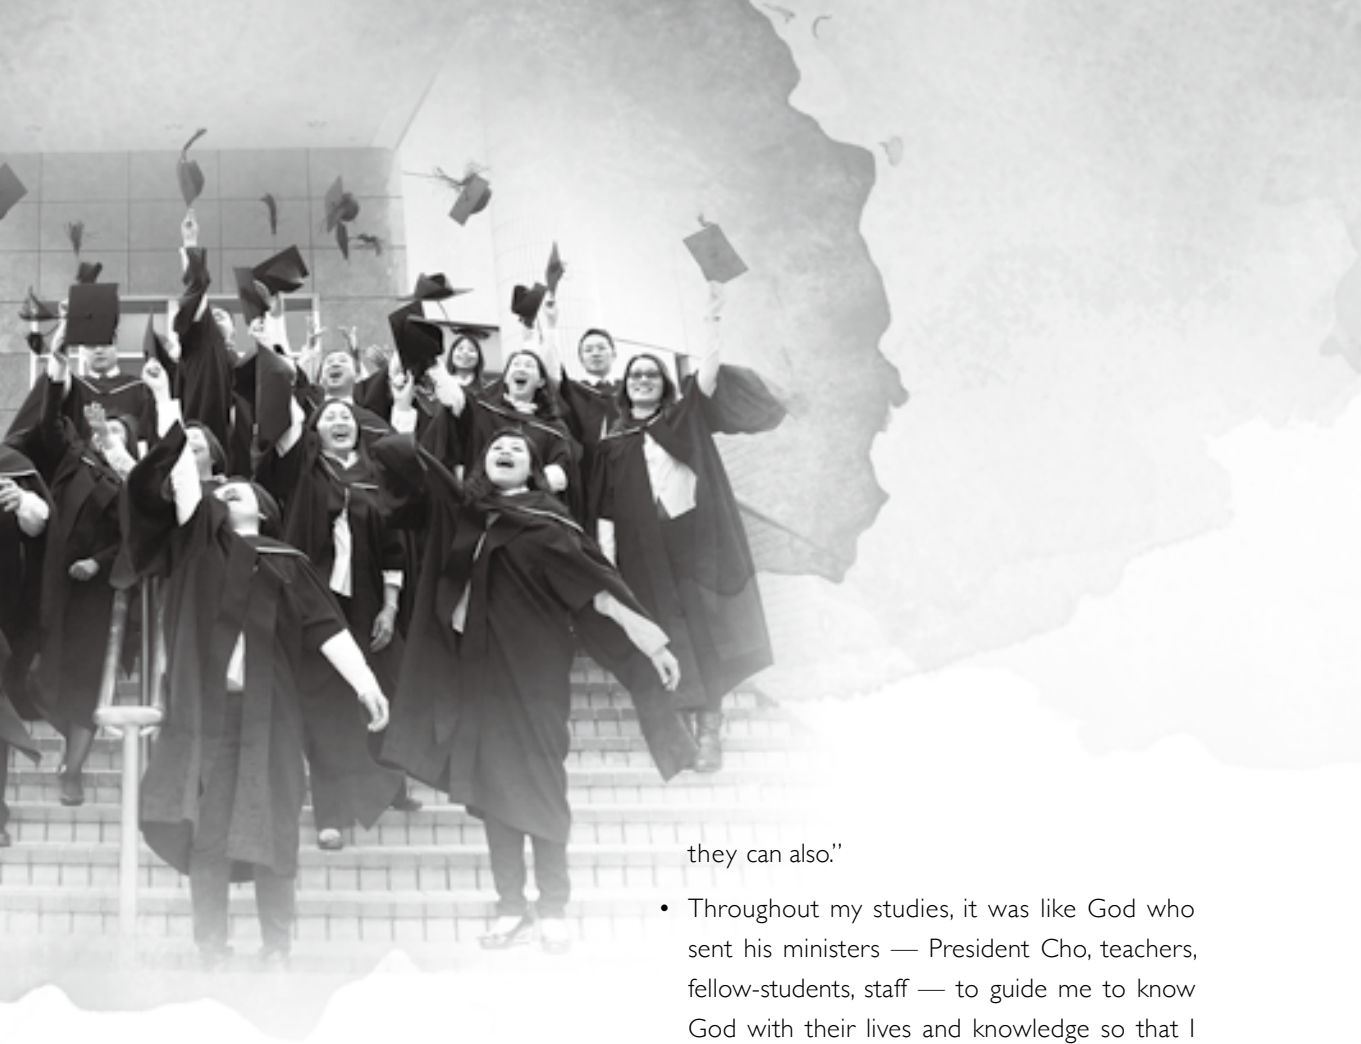 they can also.”
• Throughout my studies, it was like God who
sent his ministers — President Cho, teachers,
fellow-students, staff — to guide me to know
God with their lives and knowledge so that I